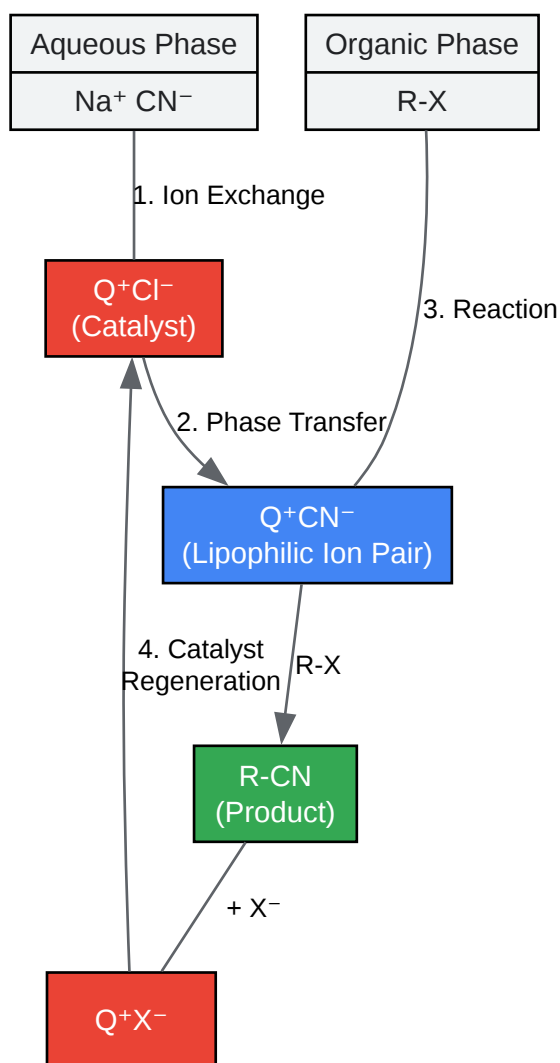 Aqueous Phase
Na⁺ CN⁻
Organic Phase
R-X
1. Ion Exchange
Q⁺Cl⁻
(Catalyst)
3. Reaction
2. Phase Transfer
Q⁺CN⁻
(Lipophilic Ion Pair)
4. Catalyst
Regeneration
R-X
R-CN
(Product)
+ X⁻
Q⁺X⁻